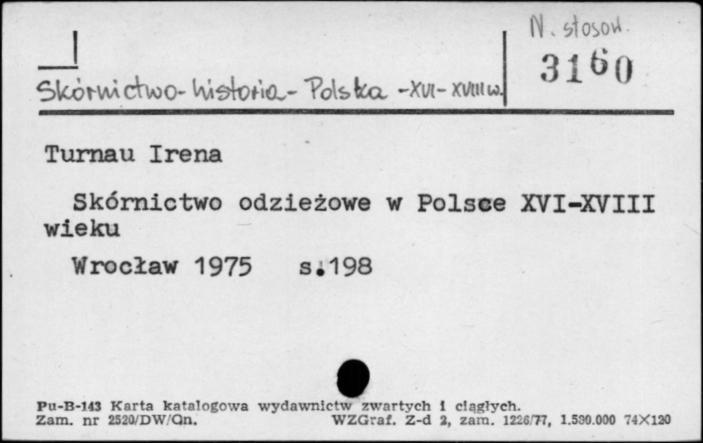 N. stosow.
3160
Skórnictwo-historia-Polska-XVI-XVIII w.
Turnau Irena
Skórnictwo odzieżowe w Polsce XVI-XVIII
wieku
Wrocław 1975 s.198
Pu-B-143 Karta katalogowa wydawnictw zwartych i ciągłych.
Zam. nr 2520/DW/Qn. WZGraf. Z-d 2, zam. 1226/77, 1.530.000 74X120